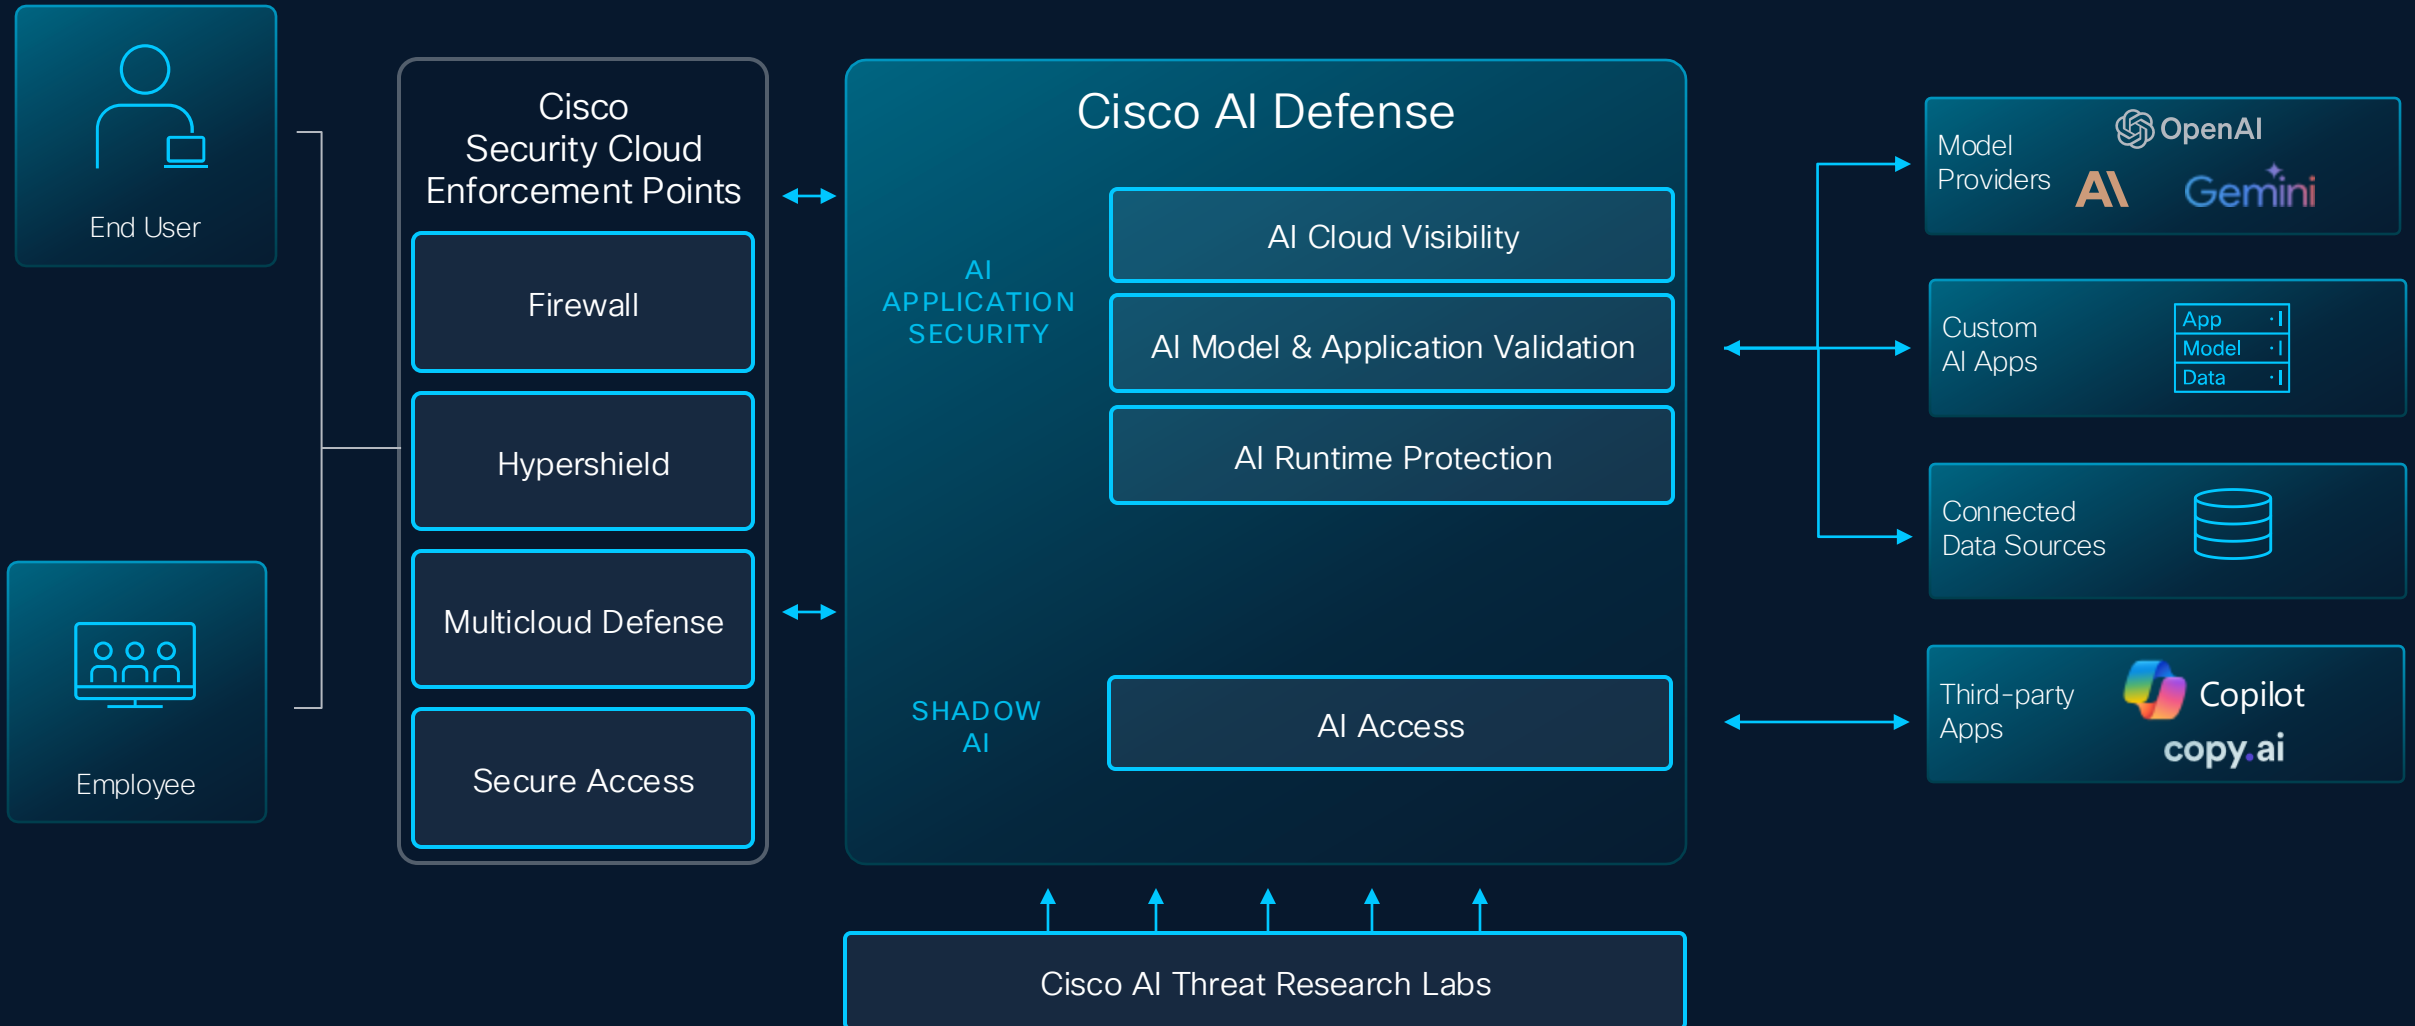 End User
Employee
Cisco
Security Cloud
Enforcement Points
Firewall
Hypershield
Multicloud Defense
Secure Access
Cisco AI Defense
AI
APPLICATION
SECURITY
AI Cloud Visibility
AI Model & Application Validation
AI Runtime Protection
SHADOW
AI
AI Access
Cisco AI Threat Research Labs
Model
Providers
OpenAI
AI
Gemini
Custom
AI Apps
App
Model
Data
Connected
Data Sources
Third-party
Apps
Copilot
copy.ai